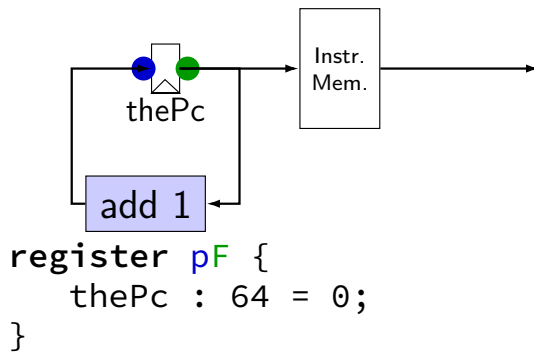 Instr.
Mem.
thePc
add 1
register pF {
   thePc : 64 = 0;
}